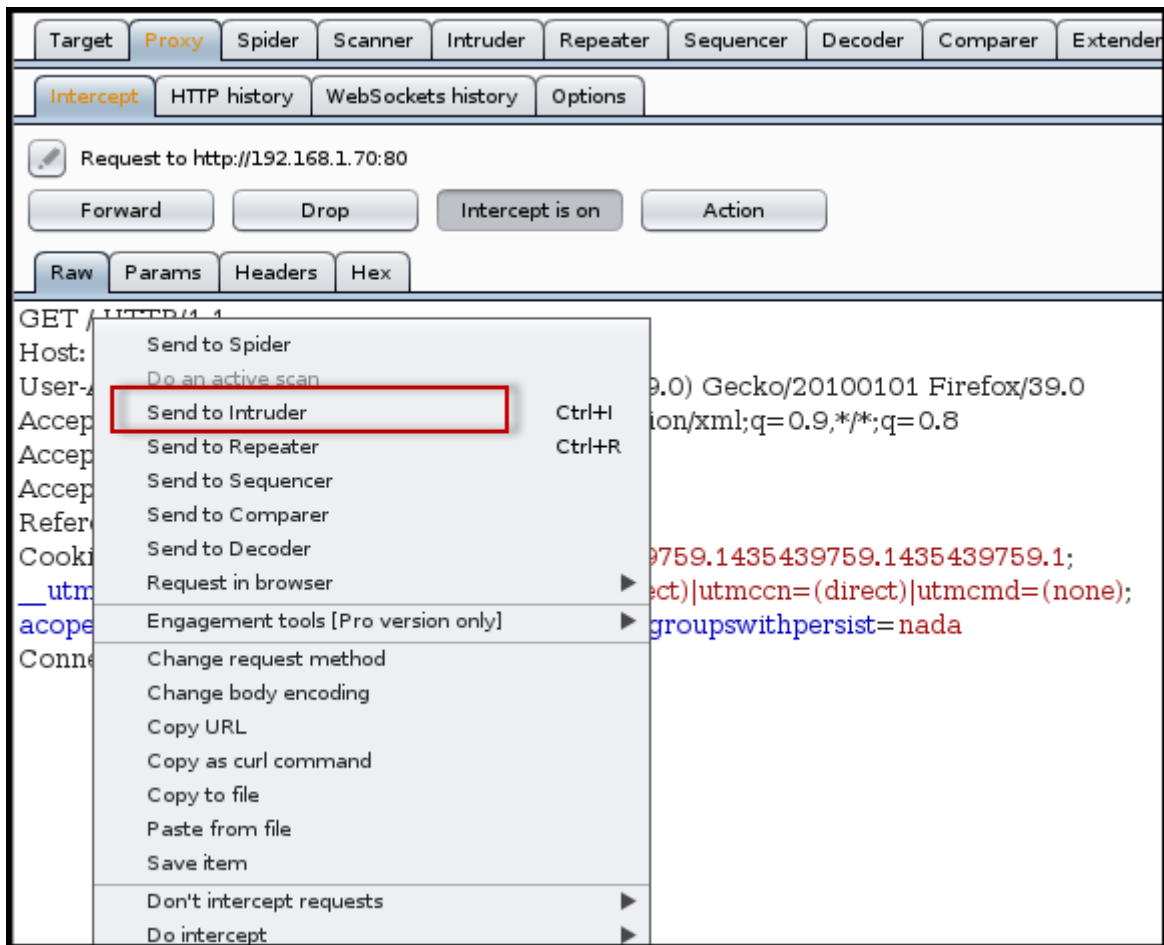 Target Proxy Spider Scanner Intruder Repeater Sequencer Decoder Comparer Extender
Intercept HTTP history WebSockets history Options
Request to http://192.168.1.70:80
Forward Drop Intercept is on Action
Raw Params Headers Hex
GET / HTTP/1.1
Send to Spider
Host:
Do an active scan
User-A 9.0) Gecko/20100101 Firefox/39.0
Send to Intruder Ctrl+I
Accep ion/xml;q=0.9,*/*;q=0.8
Send to Repeater Ctrl+R
Accep
Send to Sequencer
Accep
Send to Comparer
Refer
Send to Decoder
Cooki 9759.1435439759.1435439759.1;
Request in browser
__utm ect)|utmccn=(direct)|utmcmd=(none);
Engagement tools [Pro version only]
acope groupswithpersist=nada
Change request method
Conne
Change body encoding
Copy URL
Copy as curl command
Copy to file
Paste from file
Save item
Don't intercept requests
Do intercept